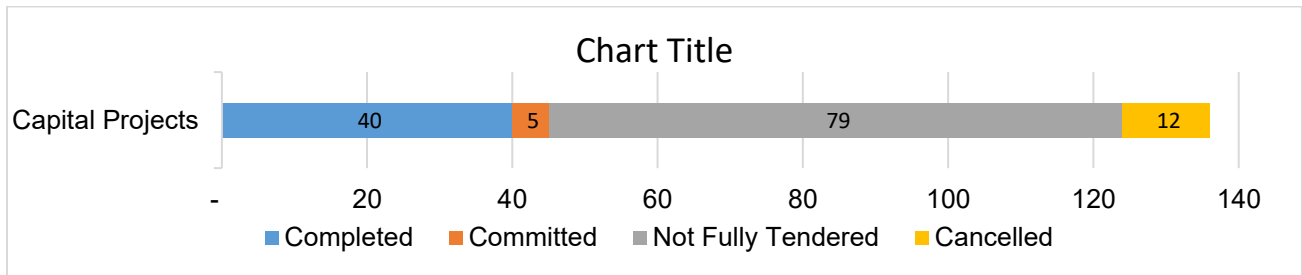 Chart Title
Capital Projects
40 5 79 12
- 20 40 60 80 100 120 140
Completed Committed Not Fully Tendered Cancelled